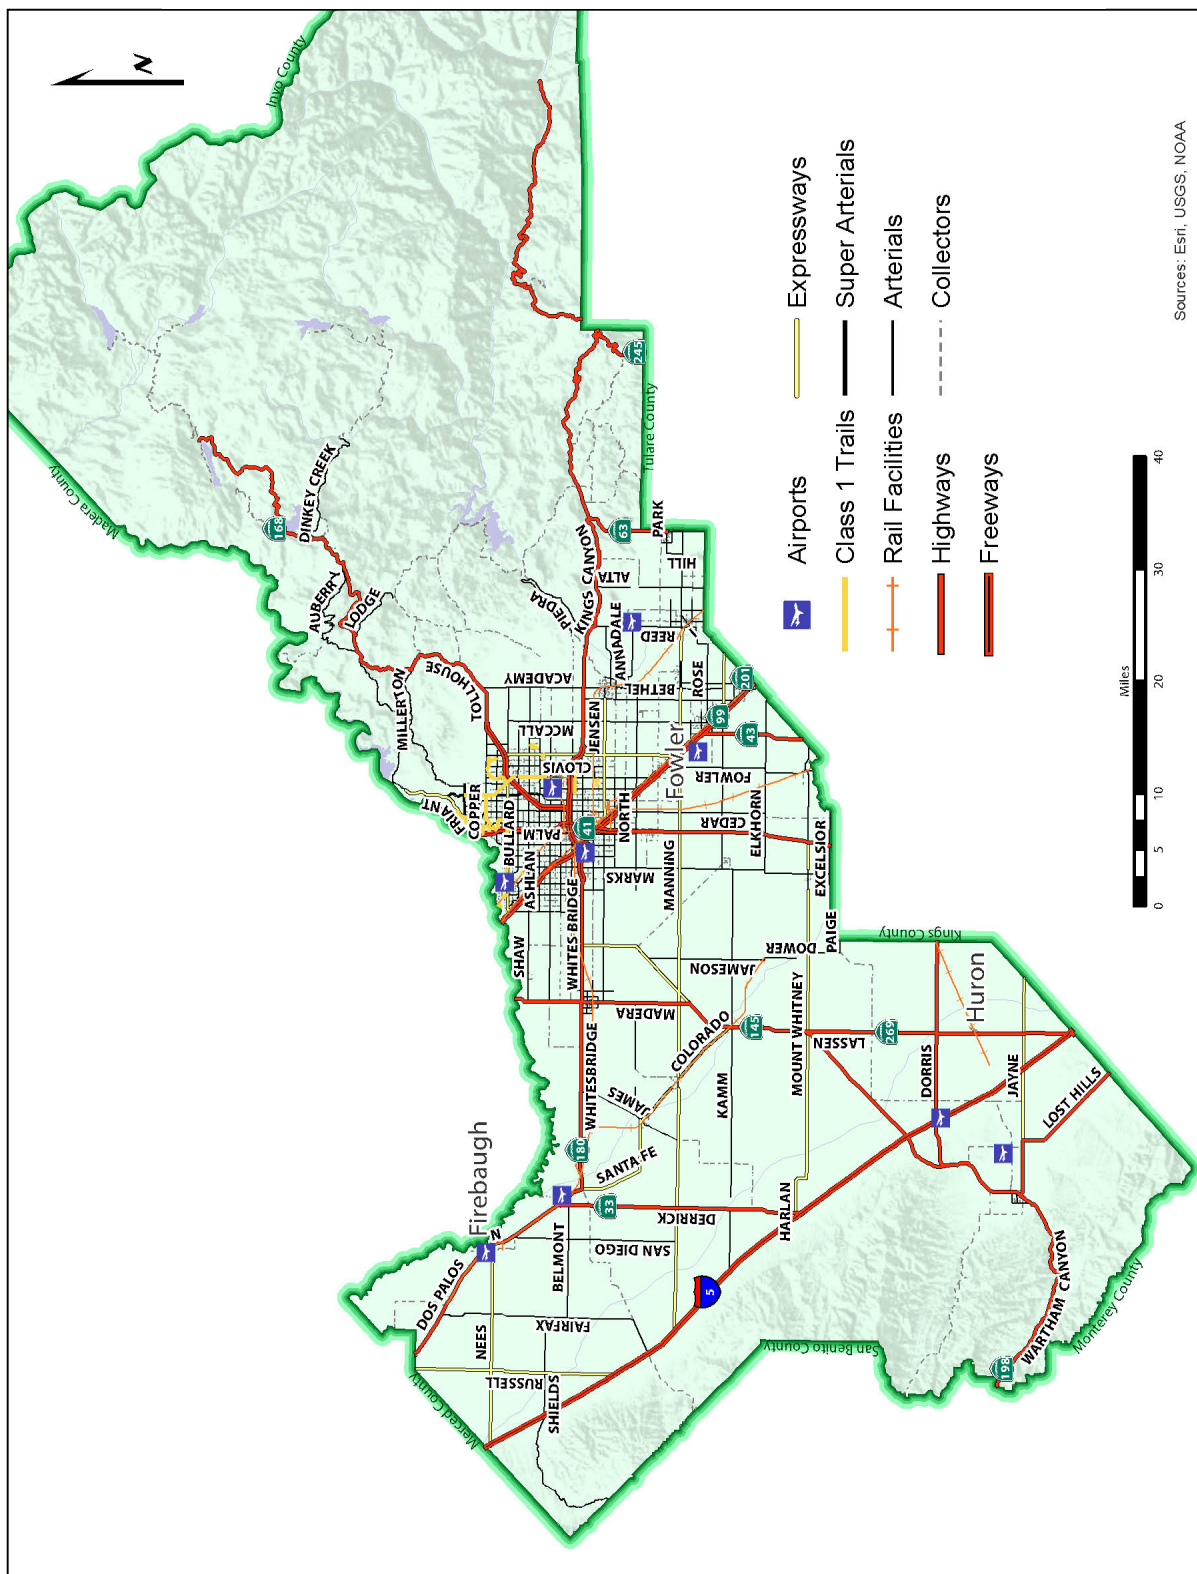 N
Inyo County
Madera County
168
DINKEY CREEK
AUBERRY
LODGE
MILLERTON
TOLLHOUSE
FRIANT
COPPER
BULLARD
PALM
ASHLAN
SHAW
ACADEMY
MCCALL
CLOVIS
JENSEN
PIEDRA
KINGS CANYON
ANNADALE
ALTA
REED
BETHEL
ROSE
HILL
PARK
63
245
Tulare County
201
99
43
Fowler
FOWLER
41
NORTH
CEDAR
ELKHORN
EXCELSIOR
MARKS
MANNING
WHITES BRIDGE
WHITESBRIDGE
MADERA
JAMESON
DOWER
PAIGE
Kings County
MOUNT WHITNEY
COLORADO
145
JAMES
KAMM
LASSEN
269
DORRIS
Huron
JAYNE
LOST HILLS
180
SANTA FE
33
DERRICK
HARLAN
Firebaugh
N
BELMONT
SAN DIEGO
DOS PALOS
NEES
FAIRFAX
RUSSELL
SHIELDS
5
Merced County
San Benito County
198
WARTHAM CANYON
Monterey County
Airports
Class 1 Trails
Rail Facilities
Highways
Freeways
Expressways
Super Arterials
Arterials
Collectors
Miles
0 5 10 20 30 40
Sources: Esri, USGS, NOAA